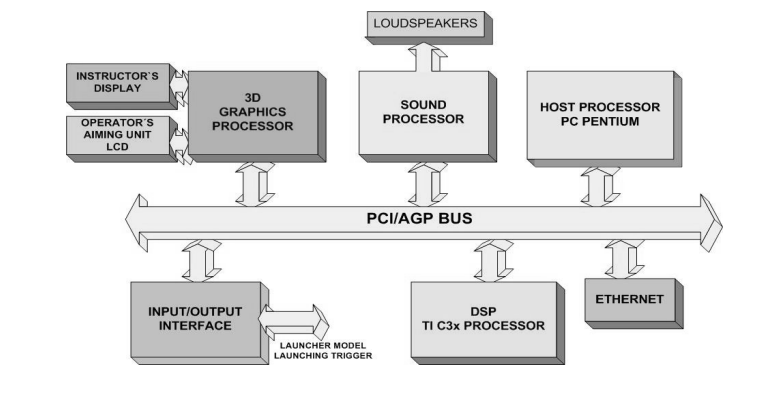 LOUDSPEAKERS
INSTRUCTOR`S
DISPLAY
OPERATOR´S
AIMING UNIT
LCD
3D
GRAPHICS
PROCESSOR
SOUND
PROCESSOR
HOST PROCESSOR
PC PENTIUM
PCI/AGP BUS
INPUT/OUTPUT
INTERFACE
LAUNCHER MODEL
LAUNCHING TRIGGER
DSP
TI C3x PROCESSOR
ETHERNET